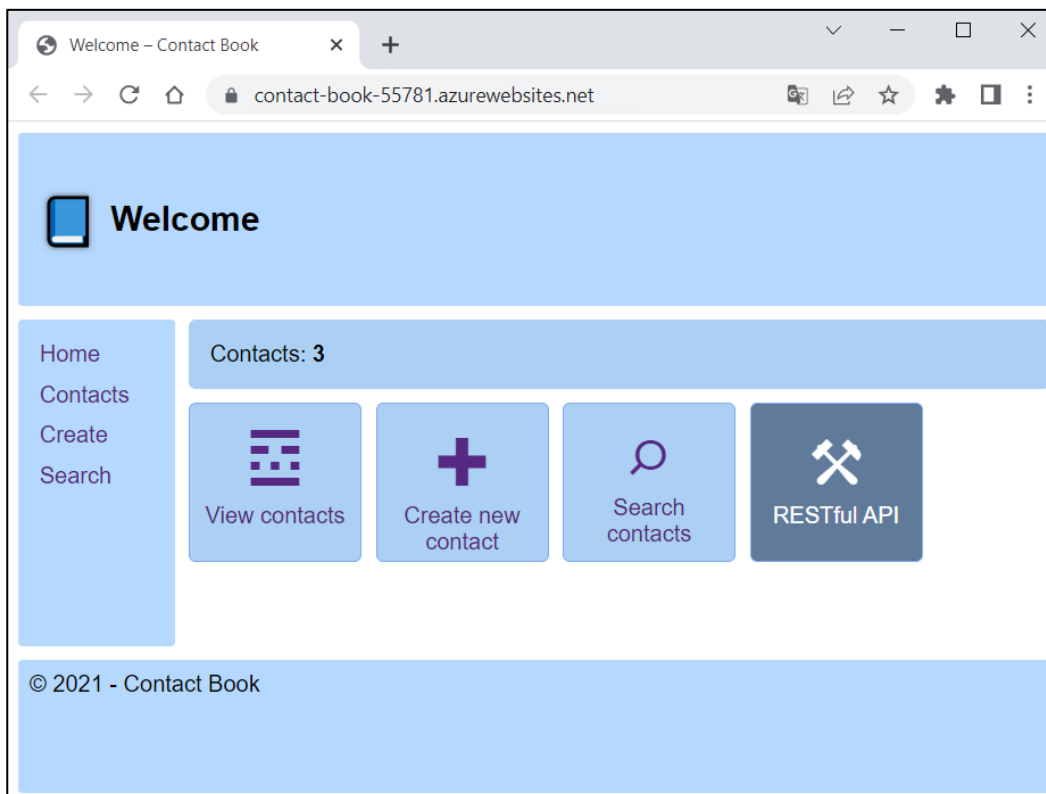 Welcome – Contact Book
contact-book-55781.azurewebsites.net
Welcome
Home
Contacts
Create
Search
Contacts: 3
View contacts
Create new
contact
Search
contacts
RESTful API
© 2021 - Contact Book